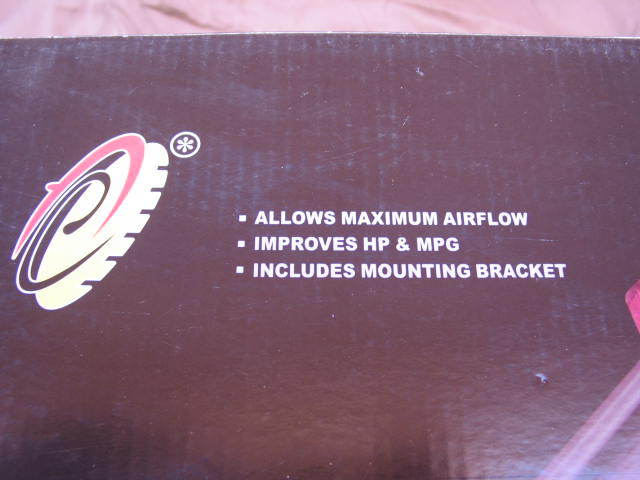 ▪ ALLOWS MAXIMUM AIRFLOW
▪ IMPROVES HP & MPG
▪ INCLUDES MOUNTING BRACKET